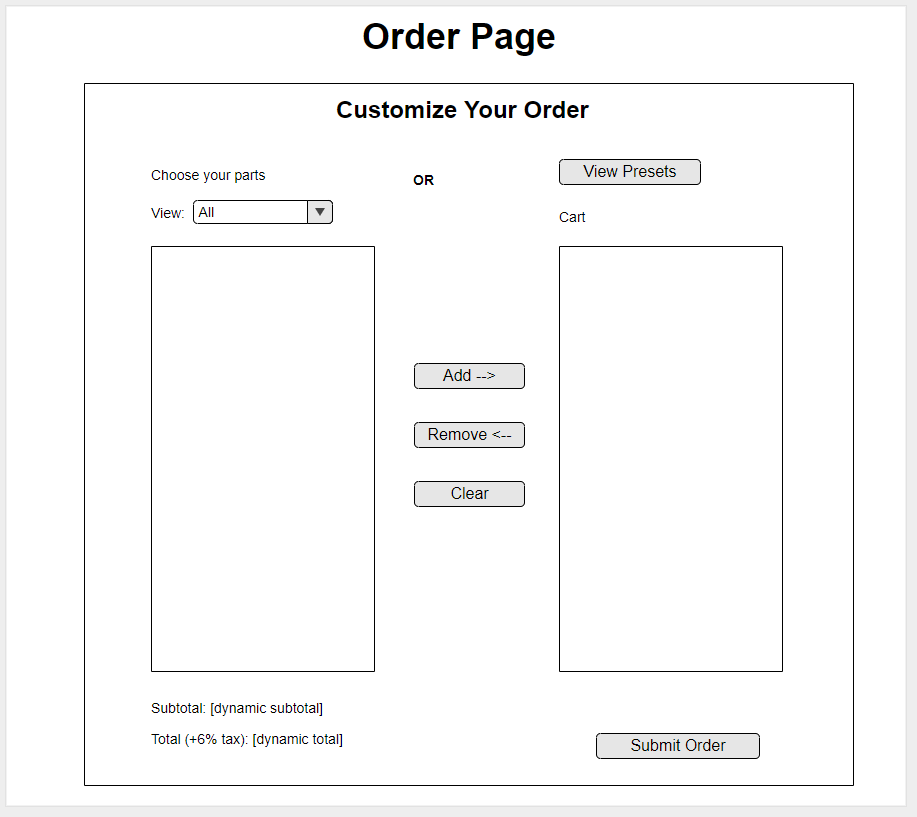 Order Page
Customize Your Order
Choose your parts
OR
View Presets
View: All
Cart
Add -->
Remove <--
Clear
Subtotal: [dynamic subtotal]
Total (+6% tax): [dynamic total]
Submit Order